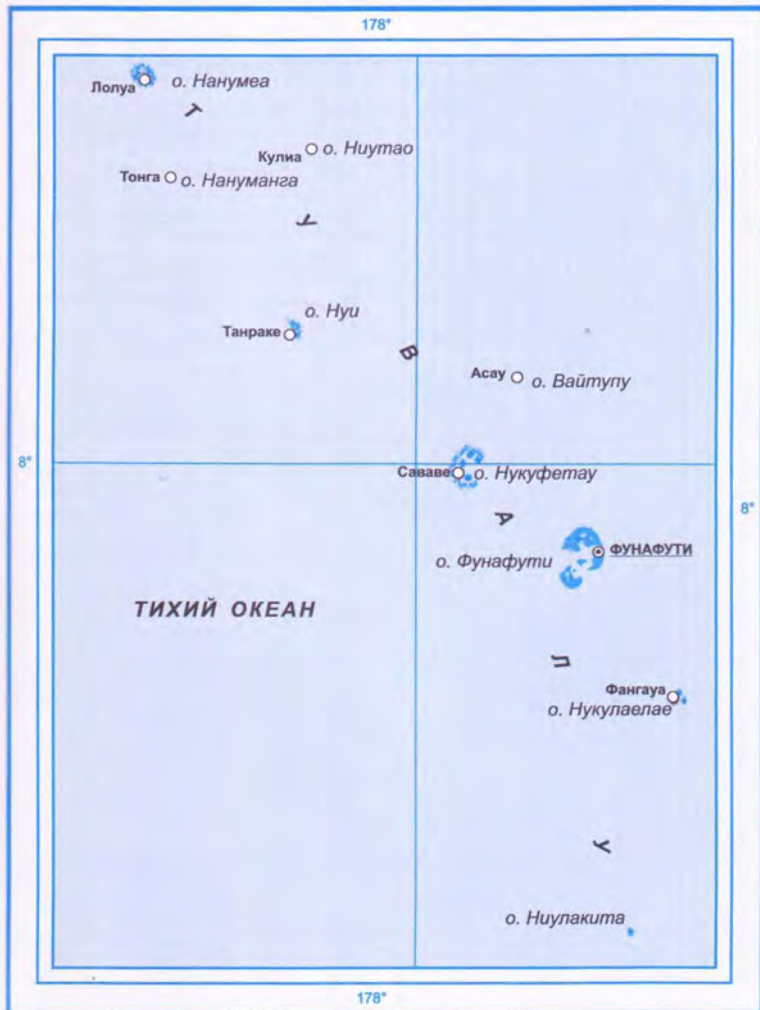 178°
Лолуа
о. Нанумеа
Т
Кулиа
о. Ниутао
Тонга
о. Нануманга
У
о. Нуи
Танраке
В
Асау
о. Вайтупу
8°
Сававе
о. Нукуфетау
8°
А
ФУНАФУТИ
о. Фунафути
ТИХИЙ ОКЕАН
Л
Фангауа
о. Нукулаелае
У
о. Ниулакита
178°